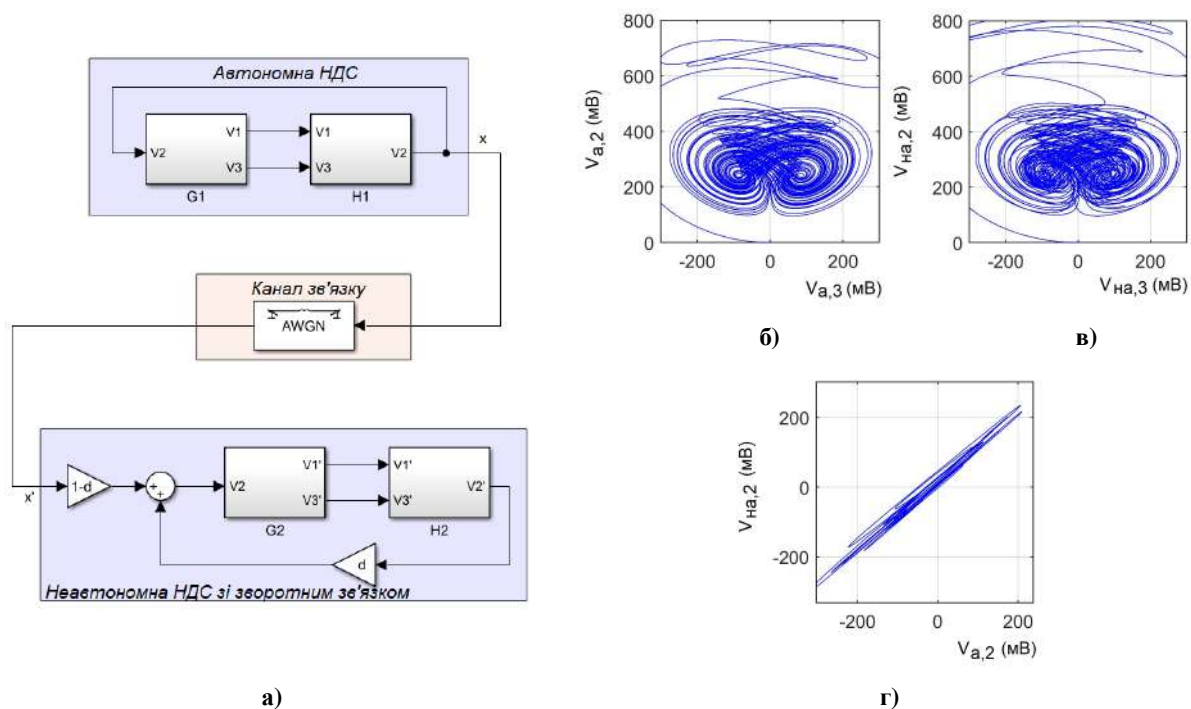 Автономна НДС
V2
V1
V3
G1
V1
V3
V2
H1
x
Канал зв'язку
AWGN
x'
1-d
+
+
V2
V1'
V3'
G2
V1'
V3'
V2'
H2
d
Неавтономна НДС зі зворотним зв'язком
а)
800
600
400
200
0
-200
0
200
Va,2 (мВ)
Va,3 (мВ)
б)
800
600
400
200
0
-200
0
200
Vна,2 (мВ)
Vна,3 (мВ)
в)
200
0
-200
-200
0
200
Vна,2 (мВ)
Va,2 (мВ)
г)